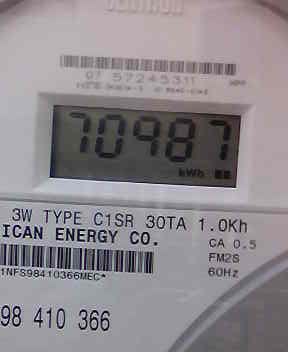 07 57245311
70987
kWh
3W TYPE C1SR 30TA 1.0Kh
ICAN ENERGY CO.
CA 0.5
FM2S
60Hz
1NFS98410366MEC*
98 410 366